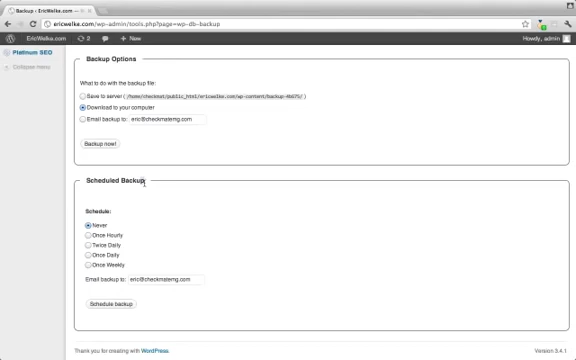 Backup ‹ EricWelke.com —
ericwelke.com/wp-admin/tools.php?page=wp-db-backup
EricWelke.com 2 + New Howdy, admin
Platinum SEO
Collapse menu
Backup Options
What to do with the backup file:
Save to server (/home/checkmat/public_html/ericwelke.com/wp-content/backup-46675/)
Download to your computer
Email backup to: eric@checkmatemg.com
Backup now!
Scheduled Backup
Schedule:
Never
Once Hourly
Twice Daily
Once Daily
Once Weekly
Email backup to: eric@checkmatemg.com
Schedule backup
Thank you for creating with WordPress. Version 3.4.1